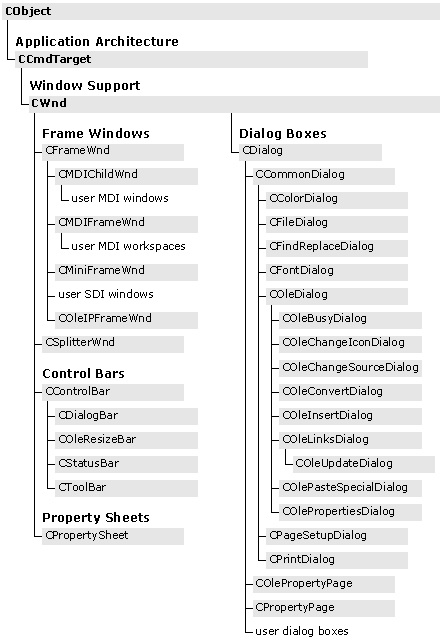 CObject
Application Architecture
CCmdTarget
Window Support
CWnd
Frame Windows
CFrameWnd
CMDIChildWnd
user MDI windows
CMDIFrameWnd
user MDI workspaces
CMiniFrameWnd
user SDI windows
COleIPFrameWnd
CSplitterWnd
Control Bars
CControlBar
CDialogBar
COleResizeBar
CStatusBar
CToolBar
Property Sheets
CPropertySheet
Dialog Boxes
CDialog
CCommonDialog
CColorDialog
CFileDialog
CFindReplaceDialog
CFontDialog
COleDialog
COleBusyDialog
COleChangeIconDialog
COleChangeSourceDialog
COleConvertDialog
COleInsertDialog
COleLinksDialog
COleUpdateDialog
COlePasteSpecialDialog
COlePropertiesDialog
CPageSetupDialog
CPrintDialog
COlePropertyPage
CPropertyPage
user dialog boxes